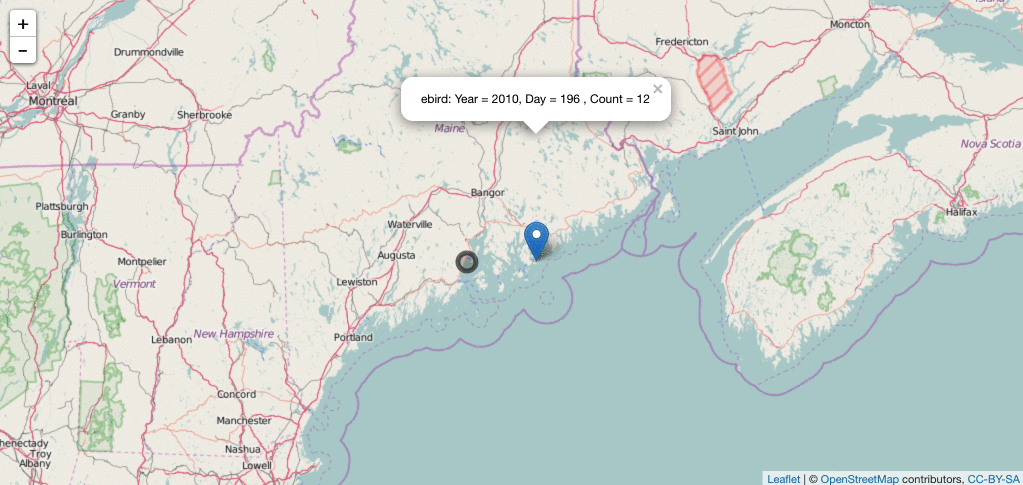 +
−
Drummondville
Fredericton
Moncton
Laval
Montréal
Granby
Sherbrooke
ebird: Year = 2010, Day = 196 , Count = 12
×
Maine
Saint John
Nova Scotia
Bangor
Plattsburgh
Burlington
Waterville
Halifax
Augusta
Montpelier
Vermont
Lewiston
New Hampshire
Lebanon
Portland
Concord
Manchester
Nashua
Lowell
henectady
Troy
Albany
Leaflet | © OpenStreetMap contributors, CC-BY-SA